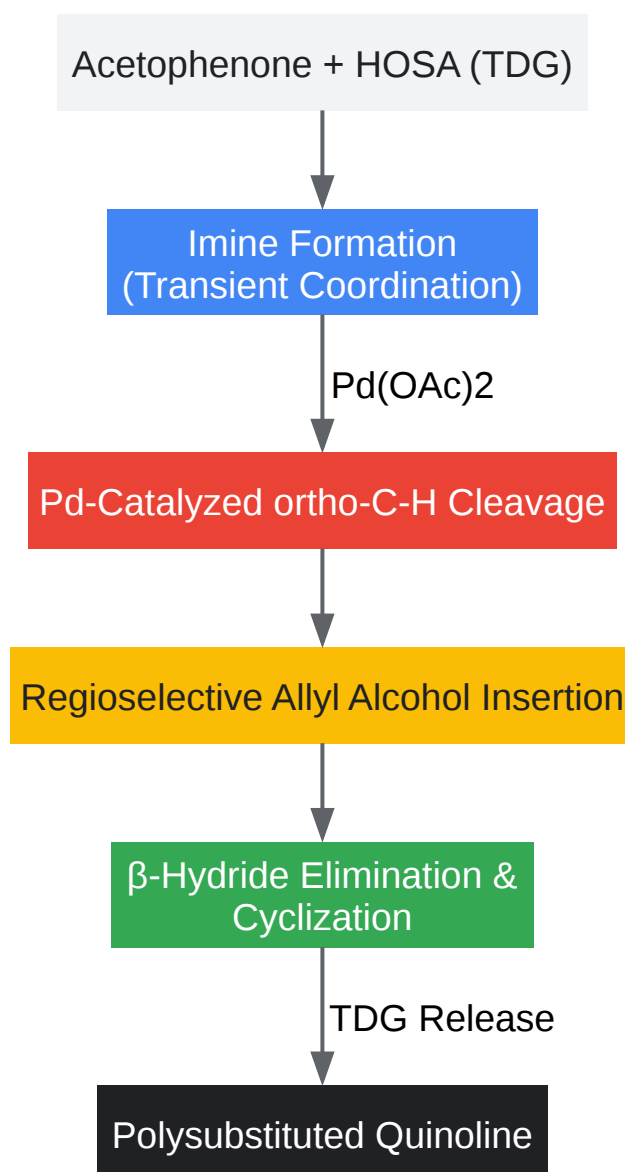 Acetophenone + HOSA (TDG)
Imine Formation
(Transient Coordination)
Pd(OAc)2
Pd-Catalyzed ortho-C-H Cleavage
Regioselective Allyl Alcohol Insertion
β-Hydride Elimination &
Cyclization
TDG Release
Polysubstituted Quinoline